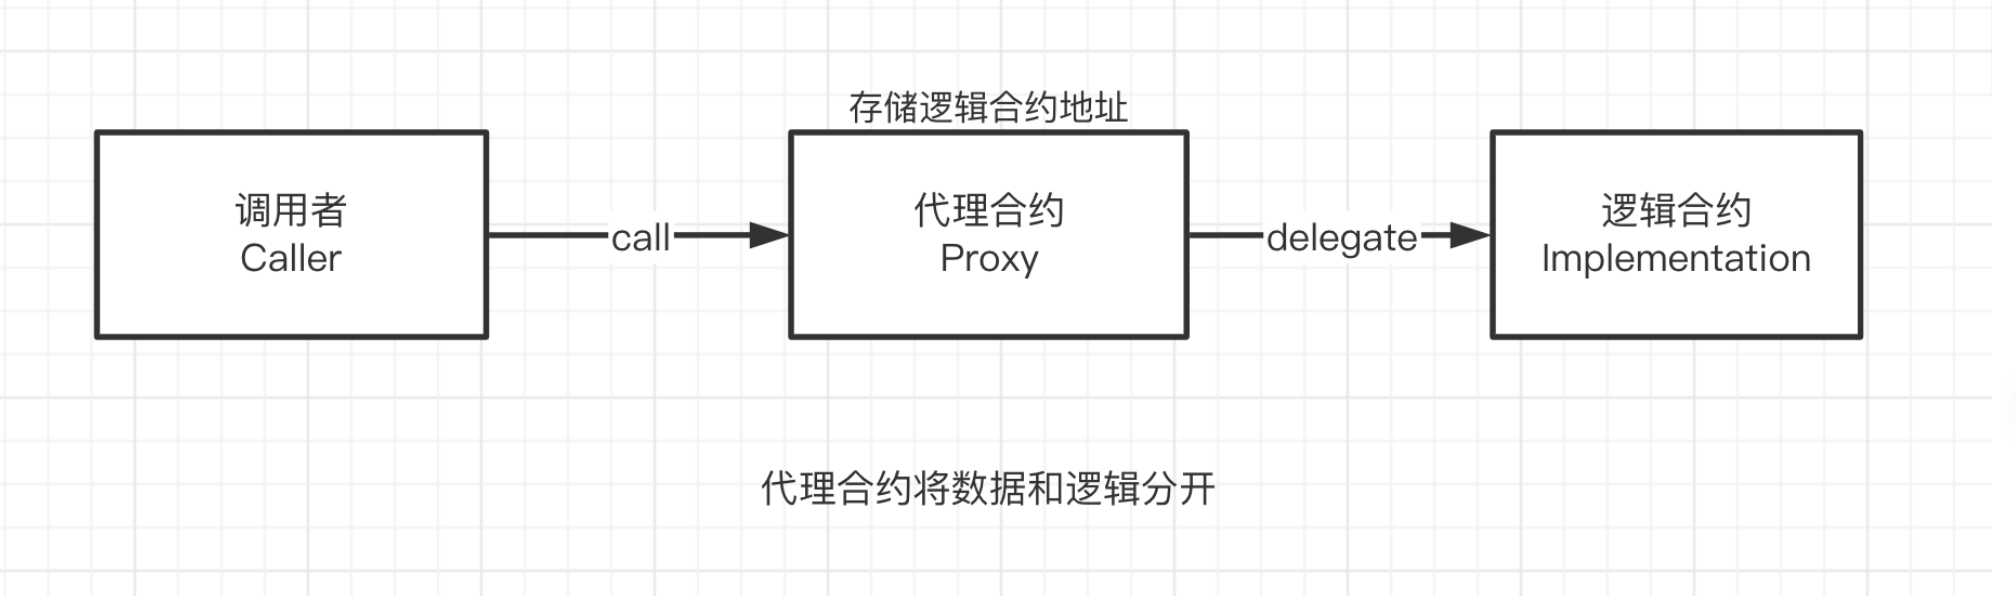 存储逻辑合约地址
调用者
Caller
call
代理合约
Proxy
delegate
逻辑合约
Implementation
代理合约将数据和逻辑分开